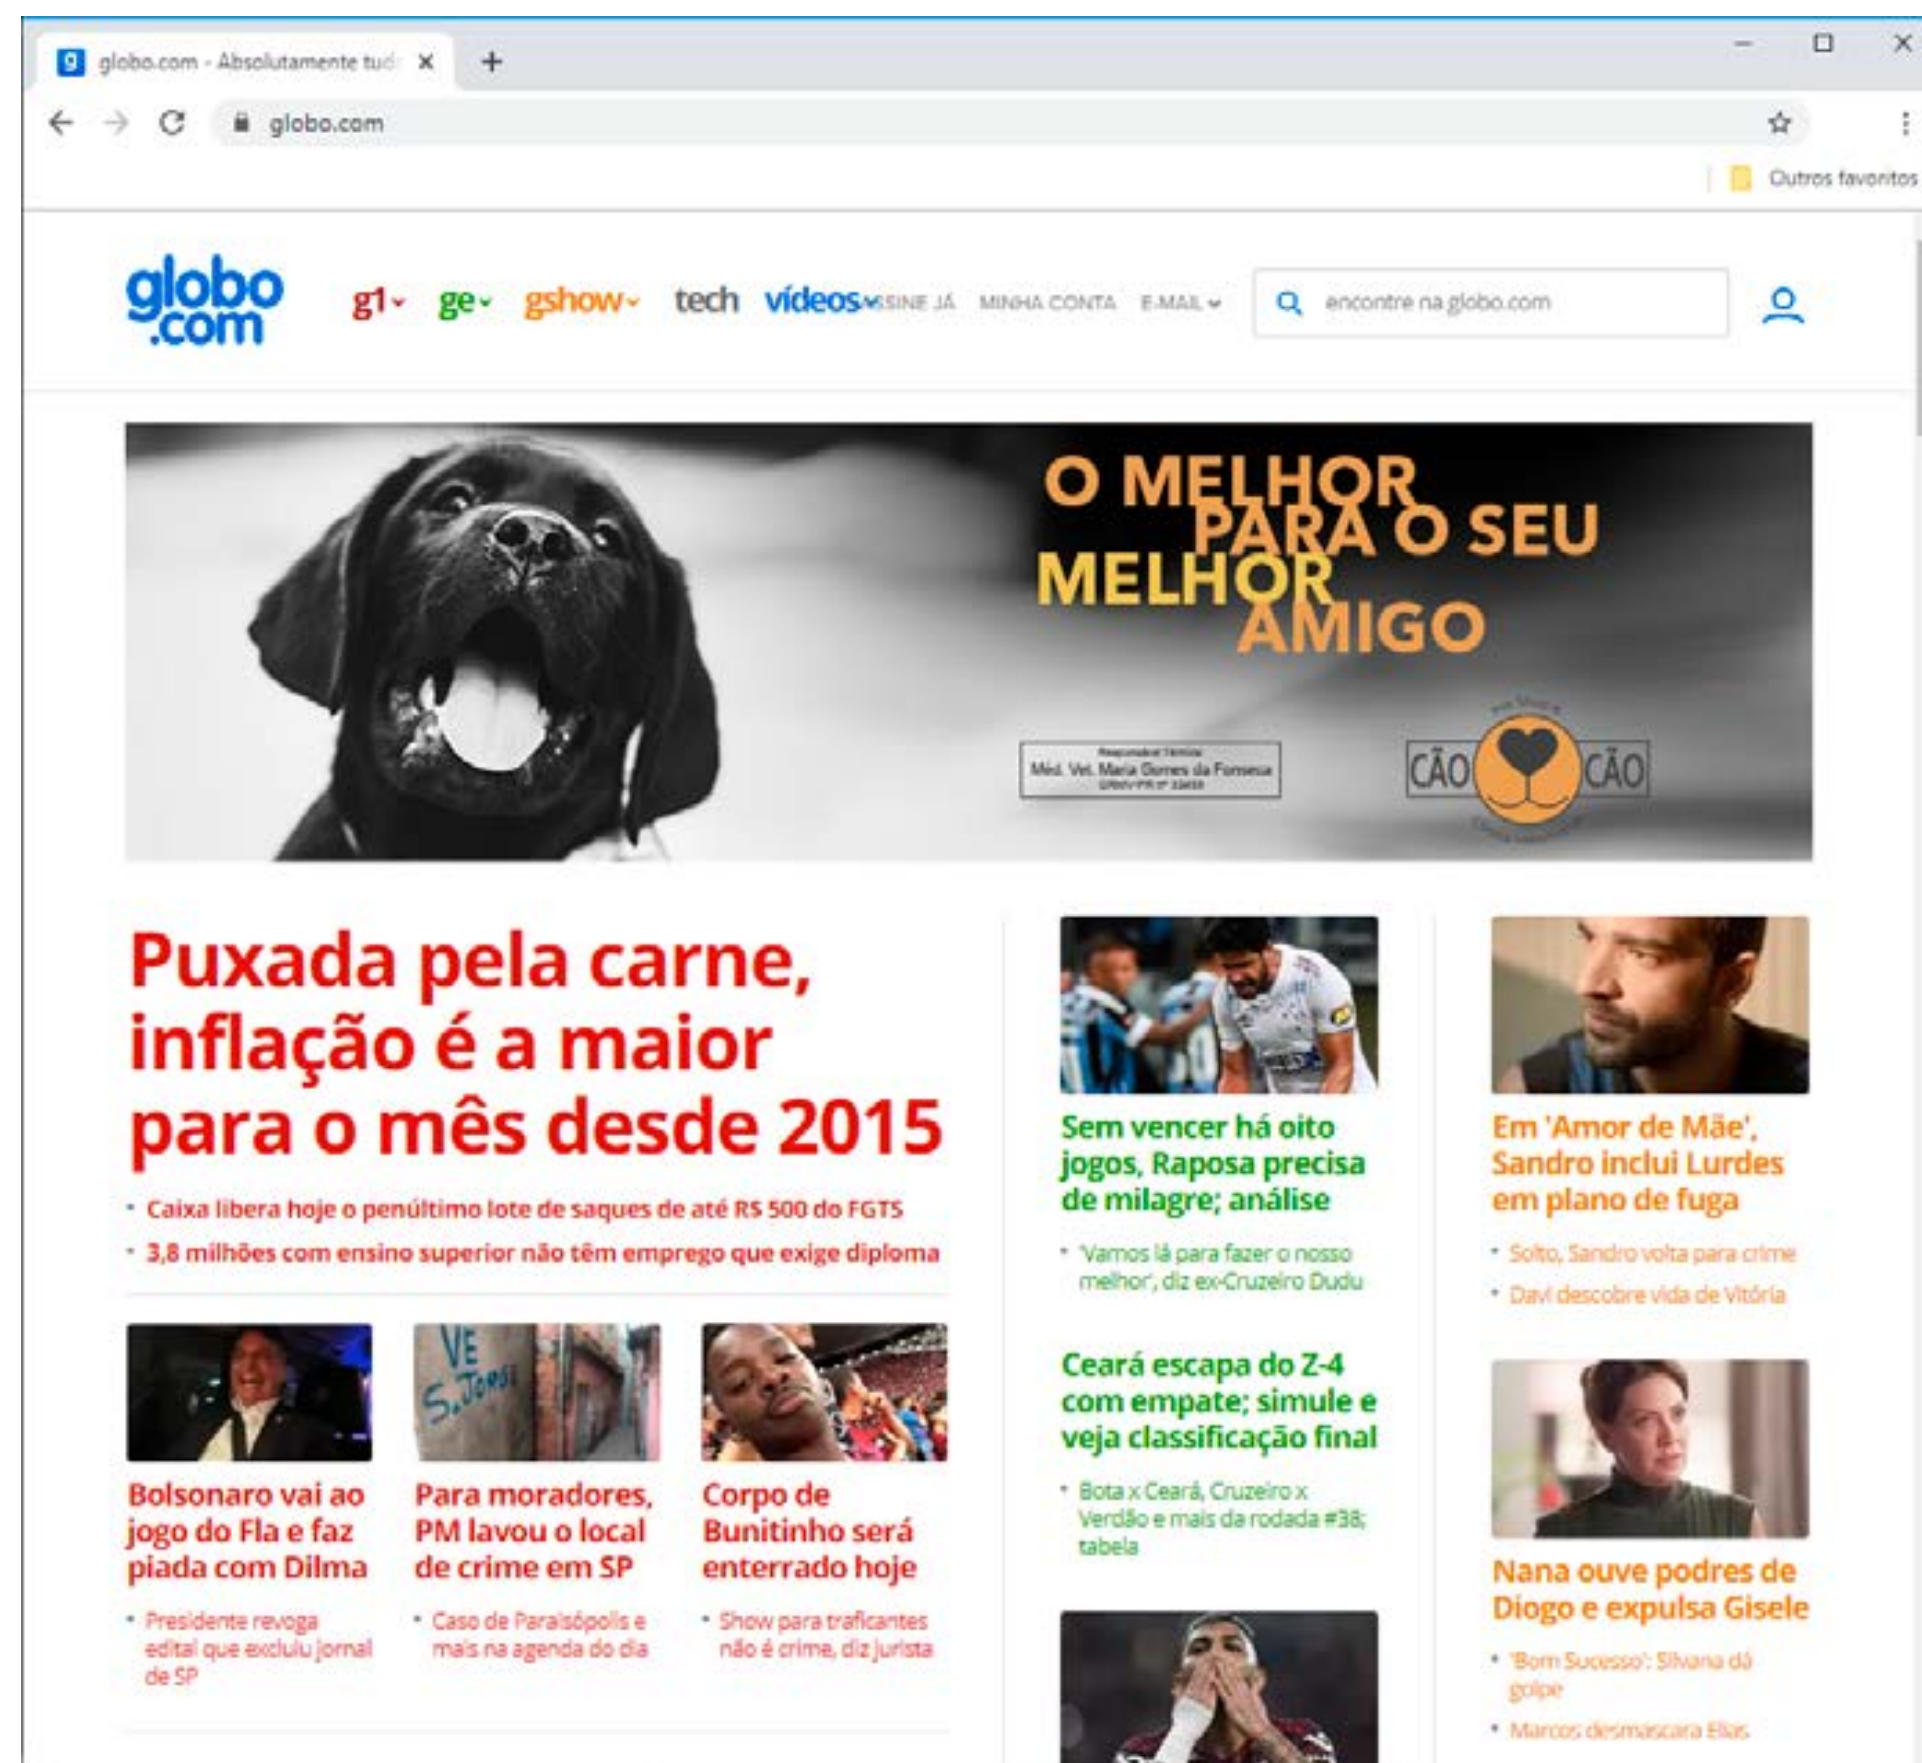 globo.com - Absolutamente tud
globo.com
Outros favoritos
globo
.com
g1
ge
gshow
tech
vídeos
SSINE JÁ
MINHA CONTA
E-MAIL
encontre na globo.com
O MELHOR
PARA O SEU
MELHOR
AMIGO
Responsável Técnico
Méd. Vet. Maria Gomes da Fonseca
CÃO
CÃO
Puxada pela carne,
inflação é a maior
para o mês desde 2015
Caixa libera hoje o penúltimo lote de saques de até R$ 500 do FGTS
3,8 milhões com ensino superior não têm emprego que exige diploma
VE
S. JORGE
Bolsonaro vai ao
jogo do Fla e faz
piada com Dilma
Presidente revoga
edital que excluiu jornal
de SP
Para moradores,
PM lavou o local
de crime em SP
Caso de Paraisópolis e
mais na agenda do dia
Corpo de
Bunitinho será
enterrado hoje
Show para traficantes
não é crime, diz jurista
Sem vencer há oito
jogos, Raposa precisa
de milagre; análise
'Vamos lá para fazer o nosso
melhor', diz ex-Cruzeiro Dudu
Ceará escapa do Z-4
com empate; simule e
veja classificação final
Bota x Ceará, Cruzeiro x
Verdão e mais da rodada #38;
tabela
Em 'Amor de Mãe',
Sandro inclui Lurdes
em plano de fuga
Solto, Sandro volta para crime
Davi descobre vida de Vitória
Nana ouve podres de
Diogo e expulsa Gisele
'Bom Sucesso': Silvana dá
golpe
Marcos desmascara Elias